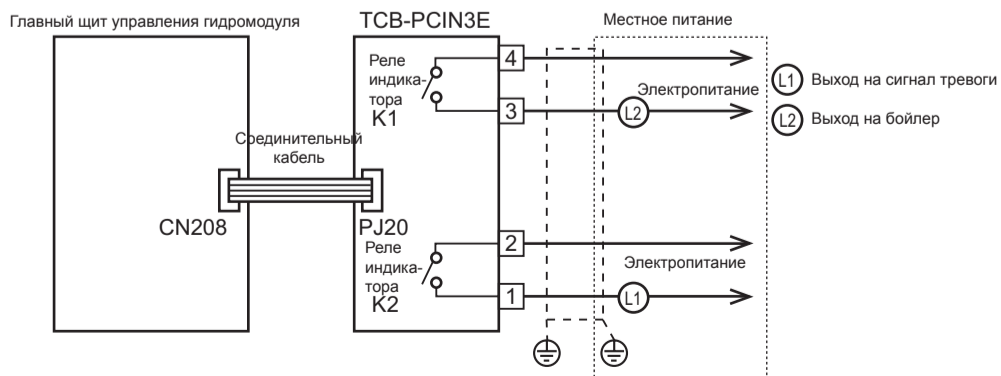 Главный щит управления гидромодуля
TCB-PCIN3E
Местное питание
Реле
индика-
тора
K1
4
3
Электропитание
L2
L1 Выход на сигнал тревоги
L2 Выход на бойлер
Срединительный
кабель
CN208
PJ20
Реле
индика-
тора
K2
2
1
Электропитание
L1